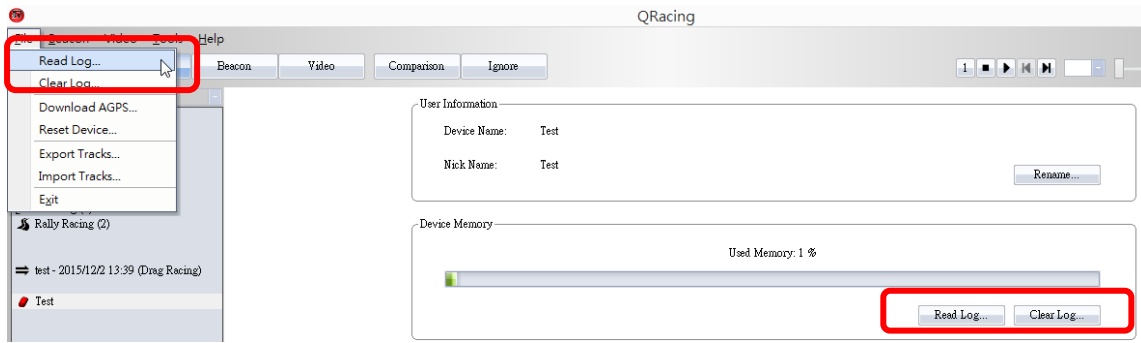 QRacing
File Beacon Video Tools Help
Read Log...
Clear Log...
Download AGPS...
Reset Device...
Export Tracks...
Import Tracks...
Exit
Beacon Video Comparison Ignore
1
Rally Racing (2)
test - 2015/12/2 13:39 (Drag Racing)
Test
User Information
Device Name: Test
Nick Name: Test
Rename...
Device Memory
Used Memory: 1 %
Read Log... Clear Log...